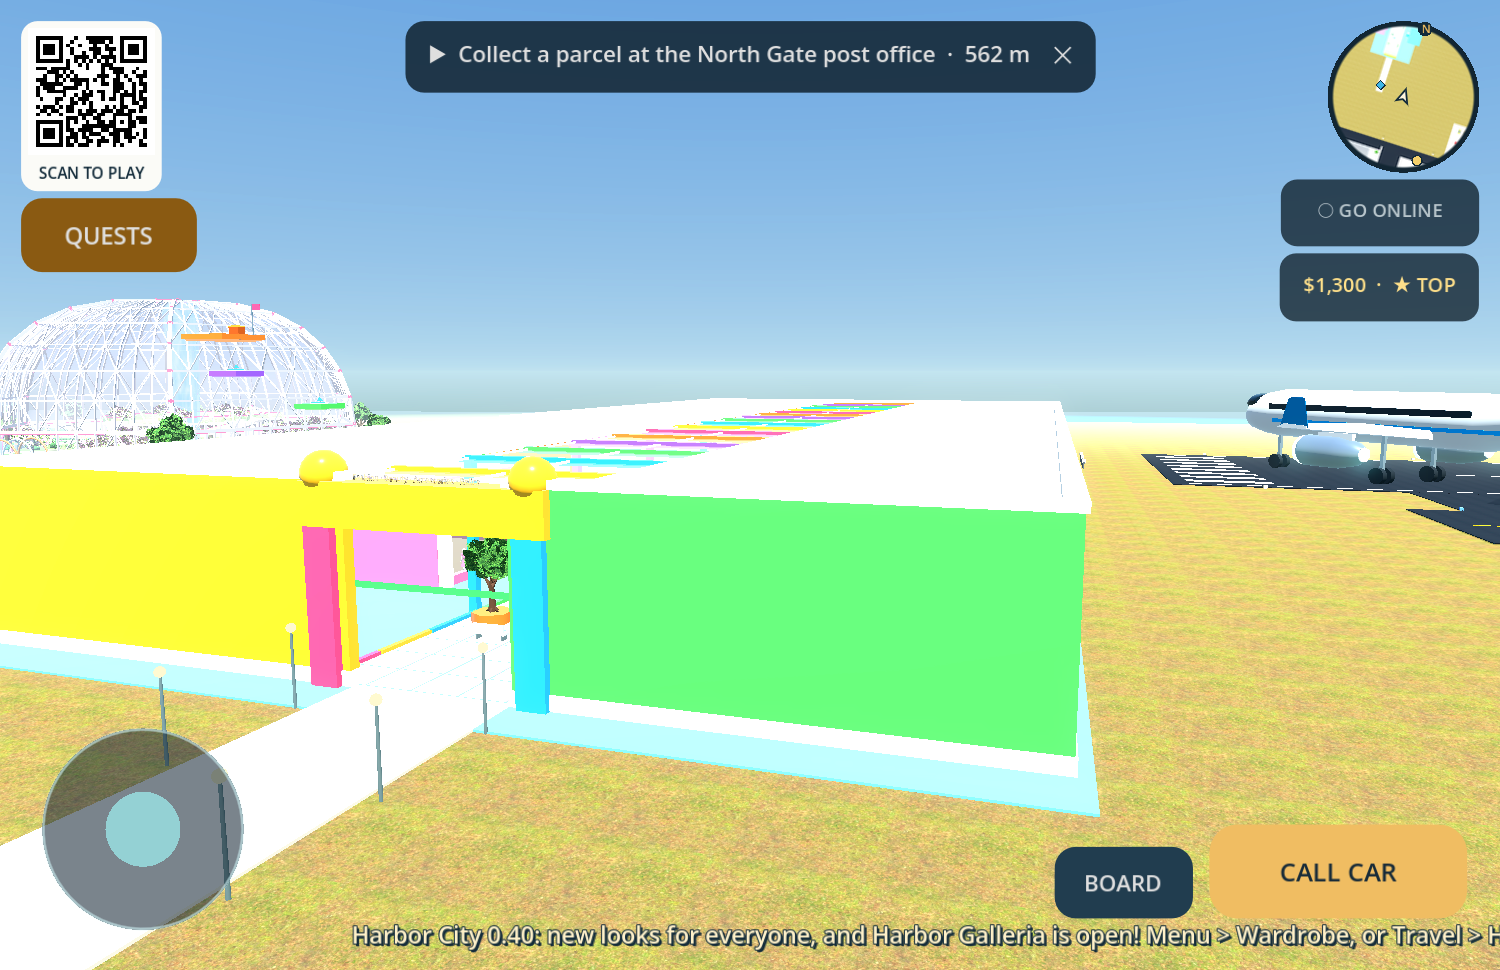 ▶ Collect a parcel at the North Gate post office · 562 m ✕
N
SCAN TO PLAY
QUESTS
GO ONLINE
$1,300 · ★ TOP
BOARD
CALL CAR
Harbor City 0.40: new looks for everyone, and Harbor Galleria is open! Menu > Wardrobe, or Travel > H